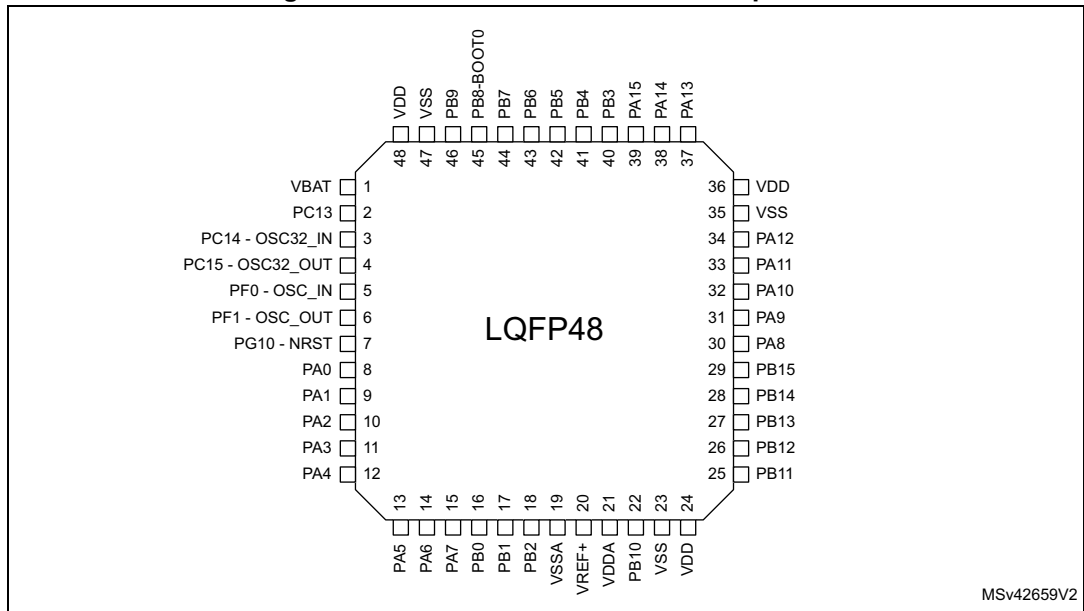 VDD
VSS
PB9
PB8-BOOT0
PB7
PB6
PB5
PB4
PB3
PA15
PA14
PA13
48 47 46 45 44 43 42 41 40 39 38 37
VBAT 1
PC13 2
PC14 - OSC32_IN 3
PC15 - OSC32_OUT 4
PF0 - OSC_IN 5
PF1 - OSC_OUT 6
PG10 - NRST 7
PA0 8
PA1 9
PA2 10
PA3 11
PA4 12
LQFP48
36 VDD
35 VSS
34 PA12
33 PA11
32 PA10
31 PA9
30 PA8
29 PB15
28 PB14
27 PB13
26 PB12
25 PB11
13 14 15 16 17 18 19 20 21 22 23 24
PA5
PA6
PA7
PB0
PB1
PB2
VSSA
VREF+
VDDA
PB10
VSS
VDD
MSv42659V2